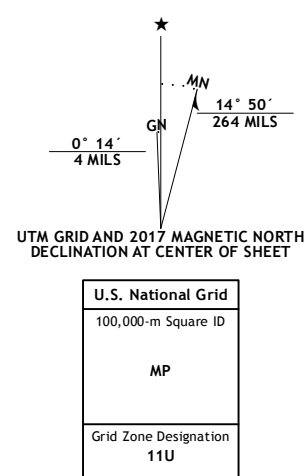 ★
MN
GN
14° 50´
264 MILS
0° 14´
4 MILS
UTM GRID AND 2017 MAGNETIC NORTH
DECLINATION AT CENTER OF SHEET
U.S. National Grid
100,000-m Square ID
MP
Grid Zone Designation
11U